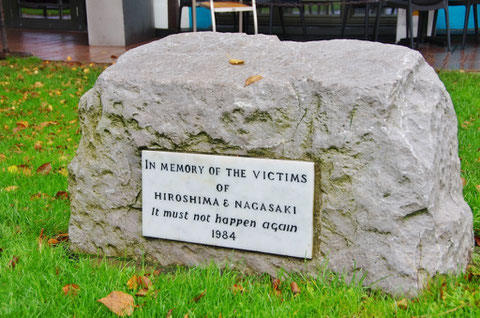 IN MEMORY OF THE VICTIMS
OF
HIROSHIMA & NAGASAKI
It must not happen again
1984